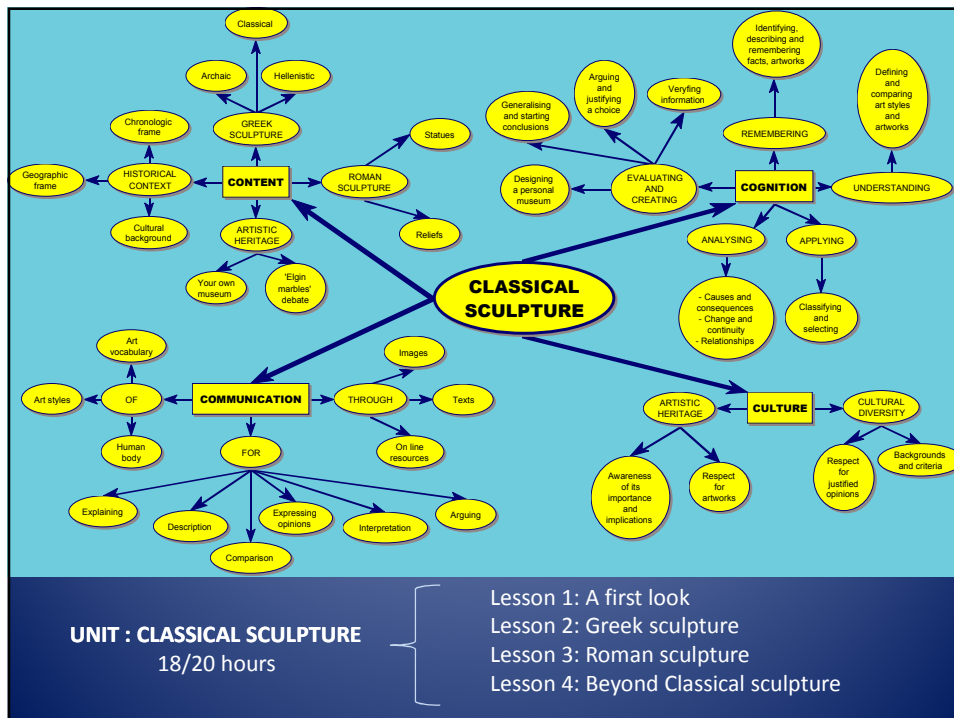 Classical
Archaic
Hellenistic
GREEK
SCULPTURE
Chronologic
frame
Geographic
frame
HISTORICAL
CONTEXT
Cultural
background
CONTENT
ROMAN
SCULPTURE
Statues
Reliefs
ARTISTIC
HERITAGE
Your own
museum
'Elgin
marbles'
debate
Identifying,
describing and
remembering
facts, artworks
Arguing
and
justifying
a choice
Veryfing
information
Generalising
and starting
conclusions
Defining
and
comparing
art styles
and
artworks
REMEMBERING
Designing
a personal
museum
EVALUATING
AND
CREATING
COGNITION
UNDERSTANDING
ANALYSING
APPLYING
- Causes and
consequences
- Change and
continuity
- Relationships
Classifying
and
selecting
CLASSICAL
SCULPTURE
Art
vocabulary
Art styles
OF
Human
body
COMMUNICATION
THROUGH
Images
Texts
On line
resources
FOR
Explaining
Description
Comparison
Expressing
opinions
Interpretation
Arguing
ARTISTIC
HERITAGE
CULTURE
CULTURAL
DIVERSITY
Awareness
of its
importance
and
implications
Respect
for
artworks
Respect
for
justified
opinions
Backgrounds
and criteria
UNIT : CLASSICAL SCULPTURE
18/20 hours
Lesson 1: A first look
Lesson 2: Greek sculpture
Lesson 3: Roman sculpture
Lesson 4: Beyond Classical sculpture